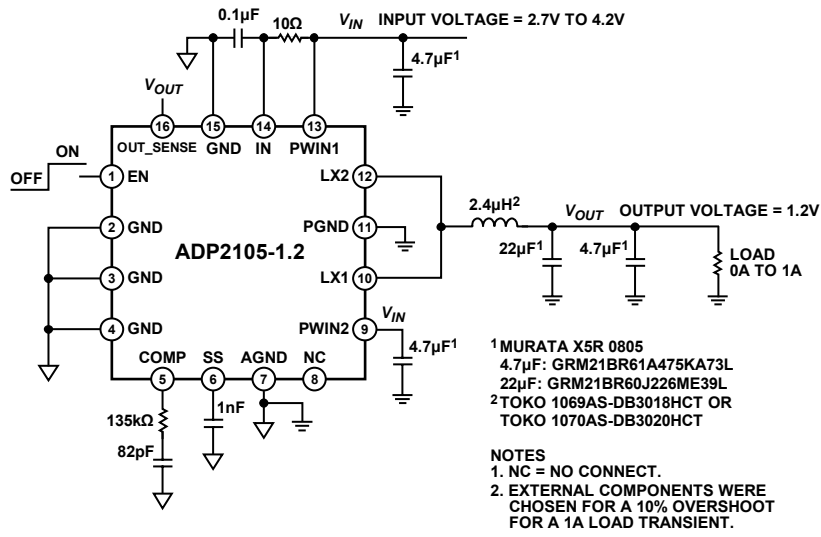 0.1µF
10Ω
VIN INPUT VOLTAGE = 2.7V TO 4.2V
4.7µF1
VOUT
16 15 14 13
OUT_SENSE GND IN PWIN1
ON
OFF
1 EN
LX2 12
2.4µH2
VOUT OUTPUT VOLTAGE = 1.2V
2 GND
PGND 11
ADP2105-1.2
22µF1
4.7µF1
LOAD
0A TO 1A
3 GND
LX1 10
4 GND
PWIN2 9
VIN
4.7µF1
COMP SS AGND NC
5 6 7 8
135kΩ
1nF
82pF
1 MURATA X5R 0805
4.7µF: GRM21BR61A475KA73L
22µF: GRM21BR60J226ME39L
2 TOKO 1069AS-DB3018HCT OR
TOKO 1070AS-DB3020HCT
NOTES
1. NC = NO CONNECT.
2. EXTERNAL COMPONENTS WERE
CHOSEN FOR A 10% OVERSHOOT
FOR A 1A LOAD TRANSIENT.